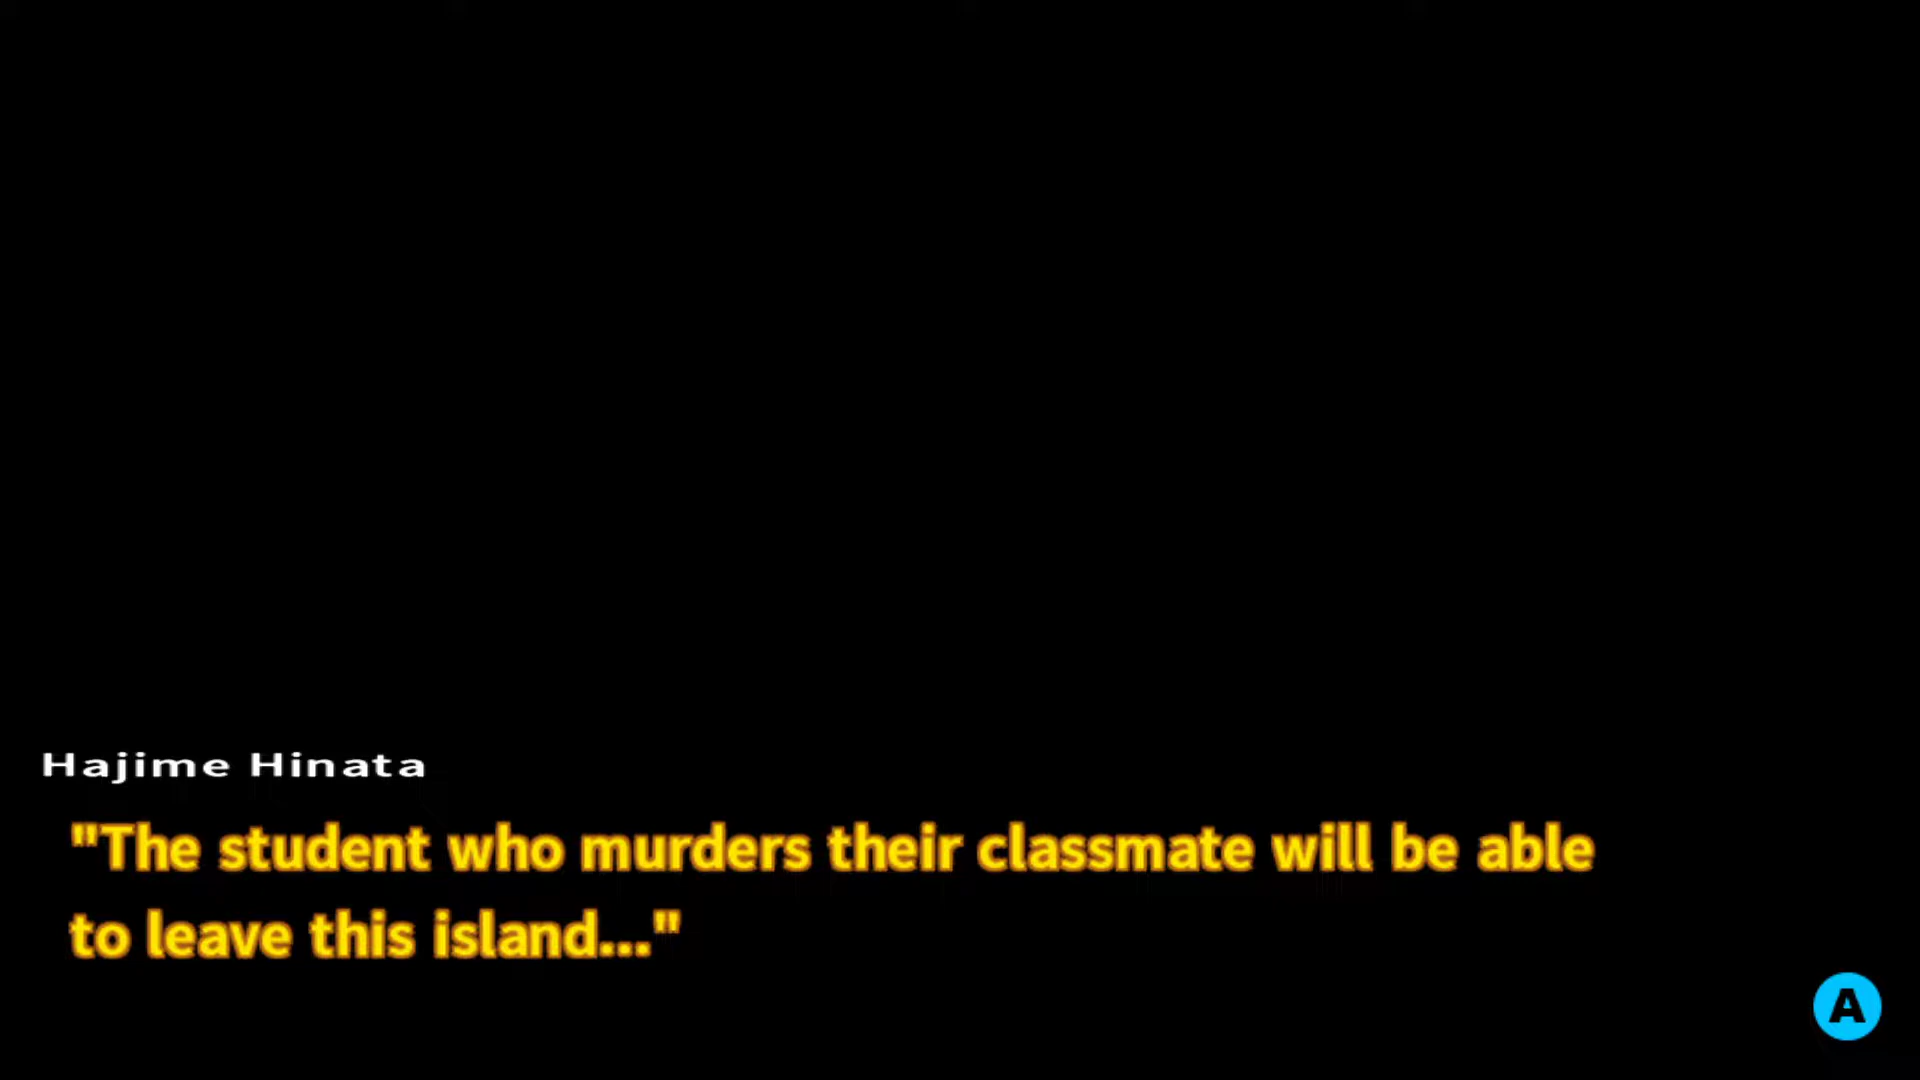 Hajime Hinata
"The student who murders their classmate will be able
to leave this island..."
A